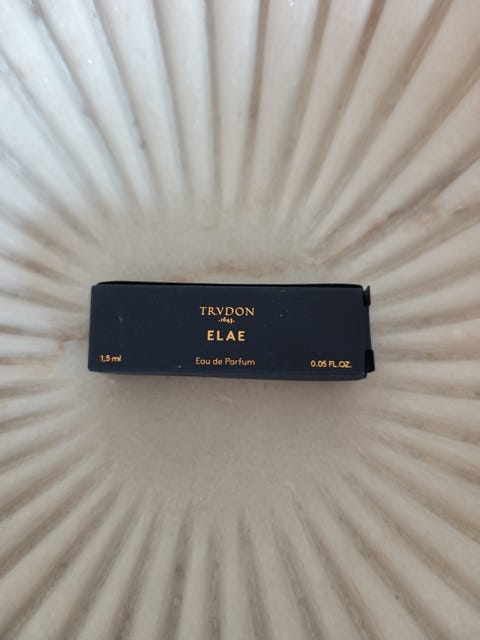 TRVDON
·1643·
ELAE
1,5 ml Eau de Parfum 0.05 FL.OZ.